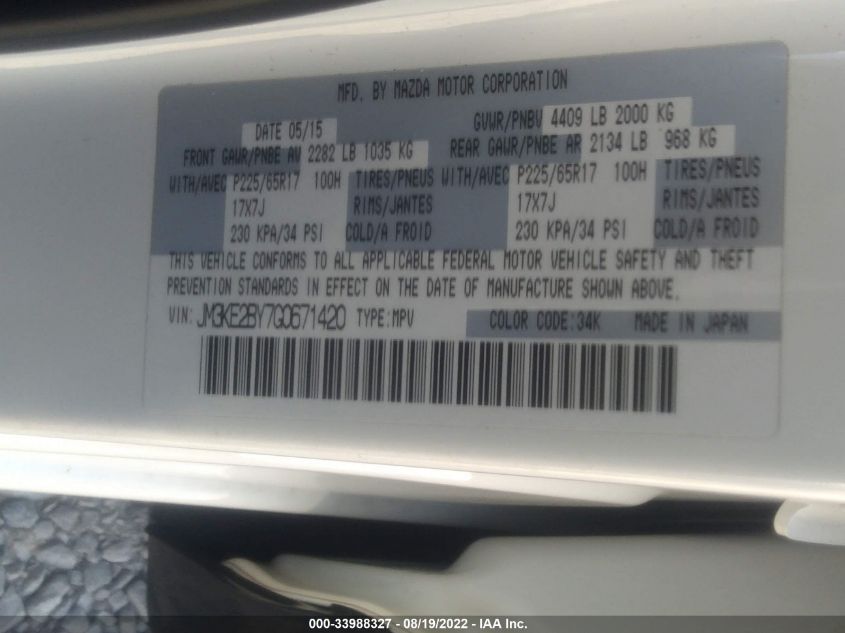 MFD. BY MAZDA MOTOR CORPORATION
DATE 05/15 GVWR/PNBV 4409 LB 2000 KG
FRONT GAWR/PNBE AV 2282 LB 1035 KG REAR GAWR/PNBE AR 2134 LB 968 KG
WITH/AVEC P225/65R17 100H TIRES/PNEUS WITH/AVEC P225/65R17 100H TIRES/PNEUS
17X7J RIMS/JANTES 17X7J RIMS/JANTES
230 KPA/34 PSI COLD/A FROID 230 KPA/34 PSI COLD/A FROID
THIS VEHICLE CONFORMS TO ALL APPLICABLE FEDERAL MOTOR VEHICLE SAFETY AND THEFT
PREVENTION STANDARDS IN EFFECT ON THE DATE OF MANUFACTURE SHOWN ABOVE.
VIN: JM3KE2BY7G0671420 TYPE:MPV COLOR CODE:34K MADE IN JAPAN
000-33988327 - 08/19/2022 - IAA Inc.